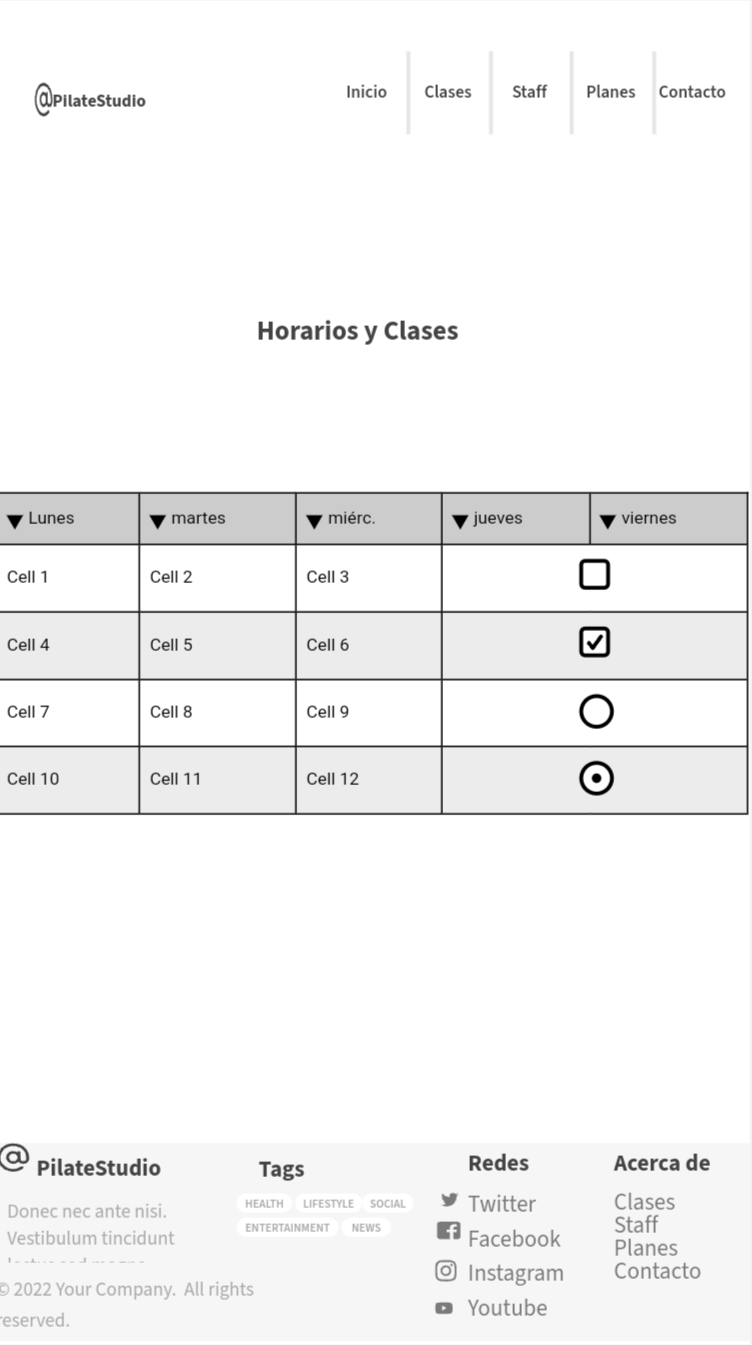 @PilateStudio
Inicio
Clases
Staff
Planes
Contacto
Horarios y Clases
Lunes
martes
miérc.
jueves
viernes
Cell 1
Cell 2
Cell 3
Cell 4
Cell 5
Cell 6
Cell 7
Cell 8
Cell 9
Cell 10
Cell 11
Cell 12
@ PilateStudio
Donec nec ante nisi.
Vestibulum tincidunt
© 2022 Your Company.  All rights
reserved.
Tags
HEALTH
LIFESTYLE
SOCIAL
ENTERTAINMENT
NEWS
Redes
Twitter
Facebook
Instagram
Youtube
Acerca de
Clases
Staff
Planes
Contacto